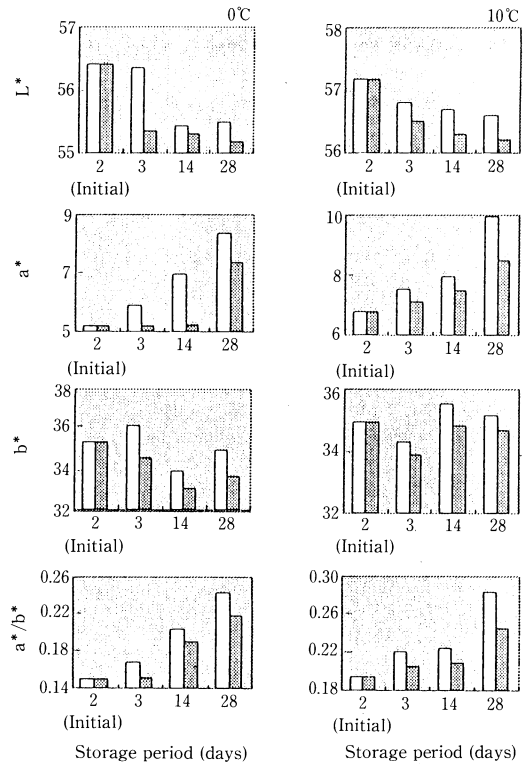 0°C
10°C
L*
57
56
55
2 3 14 28
(Initial)
58
57
56
2 3 14 28
(Initial)
a*
9
7
5
2 3 14 28
(Initial)
10
8
6
2 3 14 28
(Initial)
b*
38
36
34
32
2 3 14 28
(Initial)
36
34
32
2 3 14 28
(Initial)
a*/b*
0.26
0.22
0.18
0.14
2 3 14 28
(Initial)
0.30
0.26
0.22
0.18
2 3 14 28
(Initial)
Storage period (days)
Storage period (days)